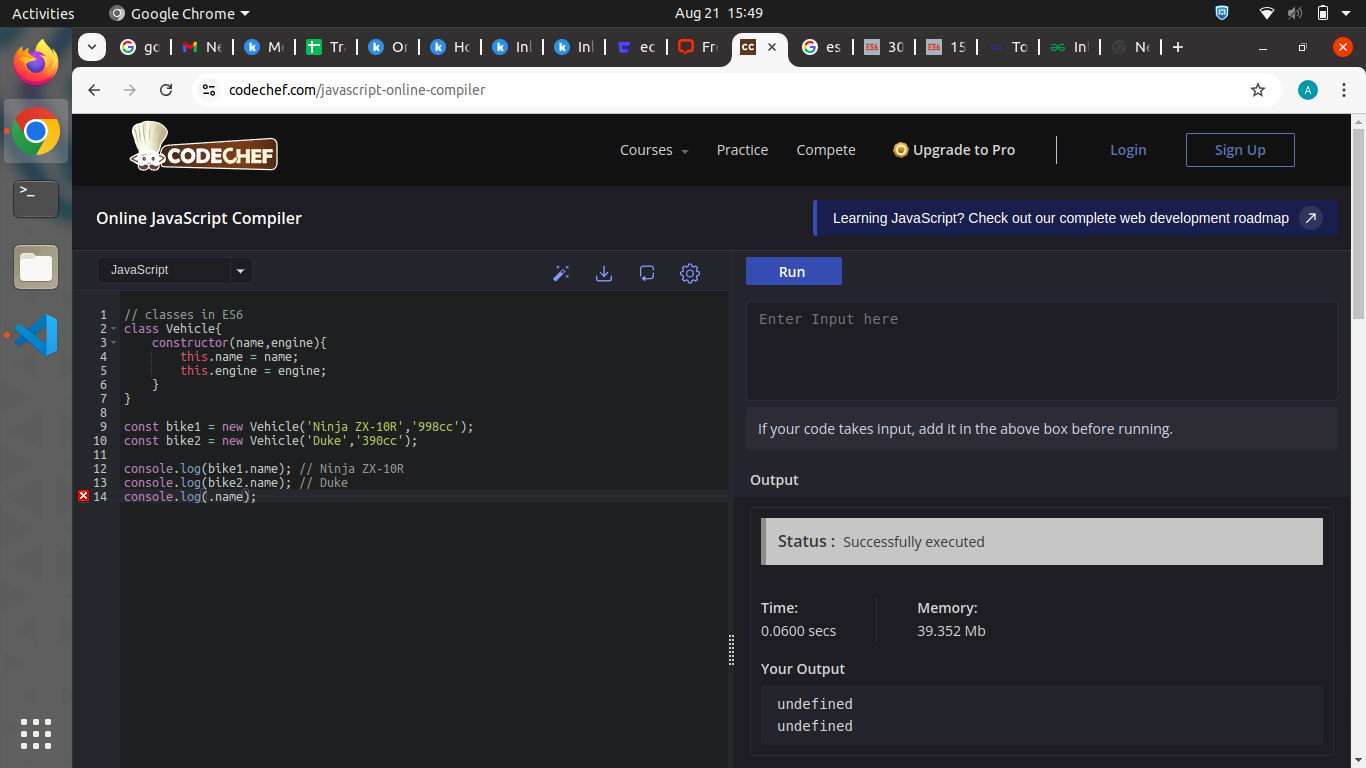 Activities
Google Chrome
Aug 21 15:49
go
Ne
Me
Tr
Or
Ho
Inl
Inl
ec
Fre
CC
es
ES6 30
ES6 15
To
Inl
Ne
codechef.com/javascript-online-compiler
A
CODECHEF
Courses
Practice
Compete
Upgrade to Pro
Login
Sign Up
Online JavaScript Compiler
Learning JavaScript? Check out our complete web development roadmap
JavaScript
Run
1 // classes in ES6
2 class Vehicle{
3 constructor(name,engine){
4 this.name = name;
5 this.engine = engine;
6 }
7 }
8
9 const bike1 = new Vehicle('Ninja ZX-10R','998cc');
10 const bike2 = new Vehicle('Duke','390cc');
11
12 console.log(bike1.name); // Ninja ZX-10R
13 console.log(bike2.name); // Duke
14 console.log(.name);
Enter Input here
If your code takes input, add it in the above box before running.
Output
Status : Successfully executed
Time:
0.0600 secs
Memory:
39.352 Mb
Your Output
undefined
undefined